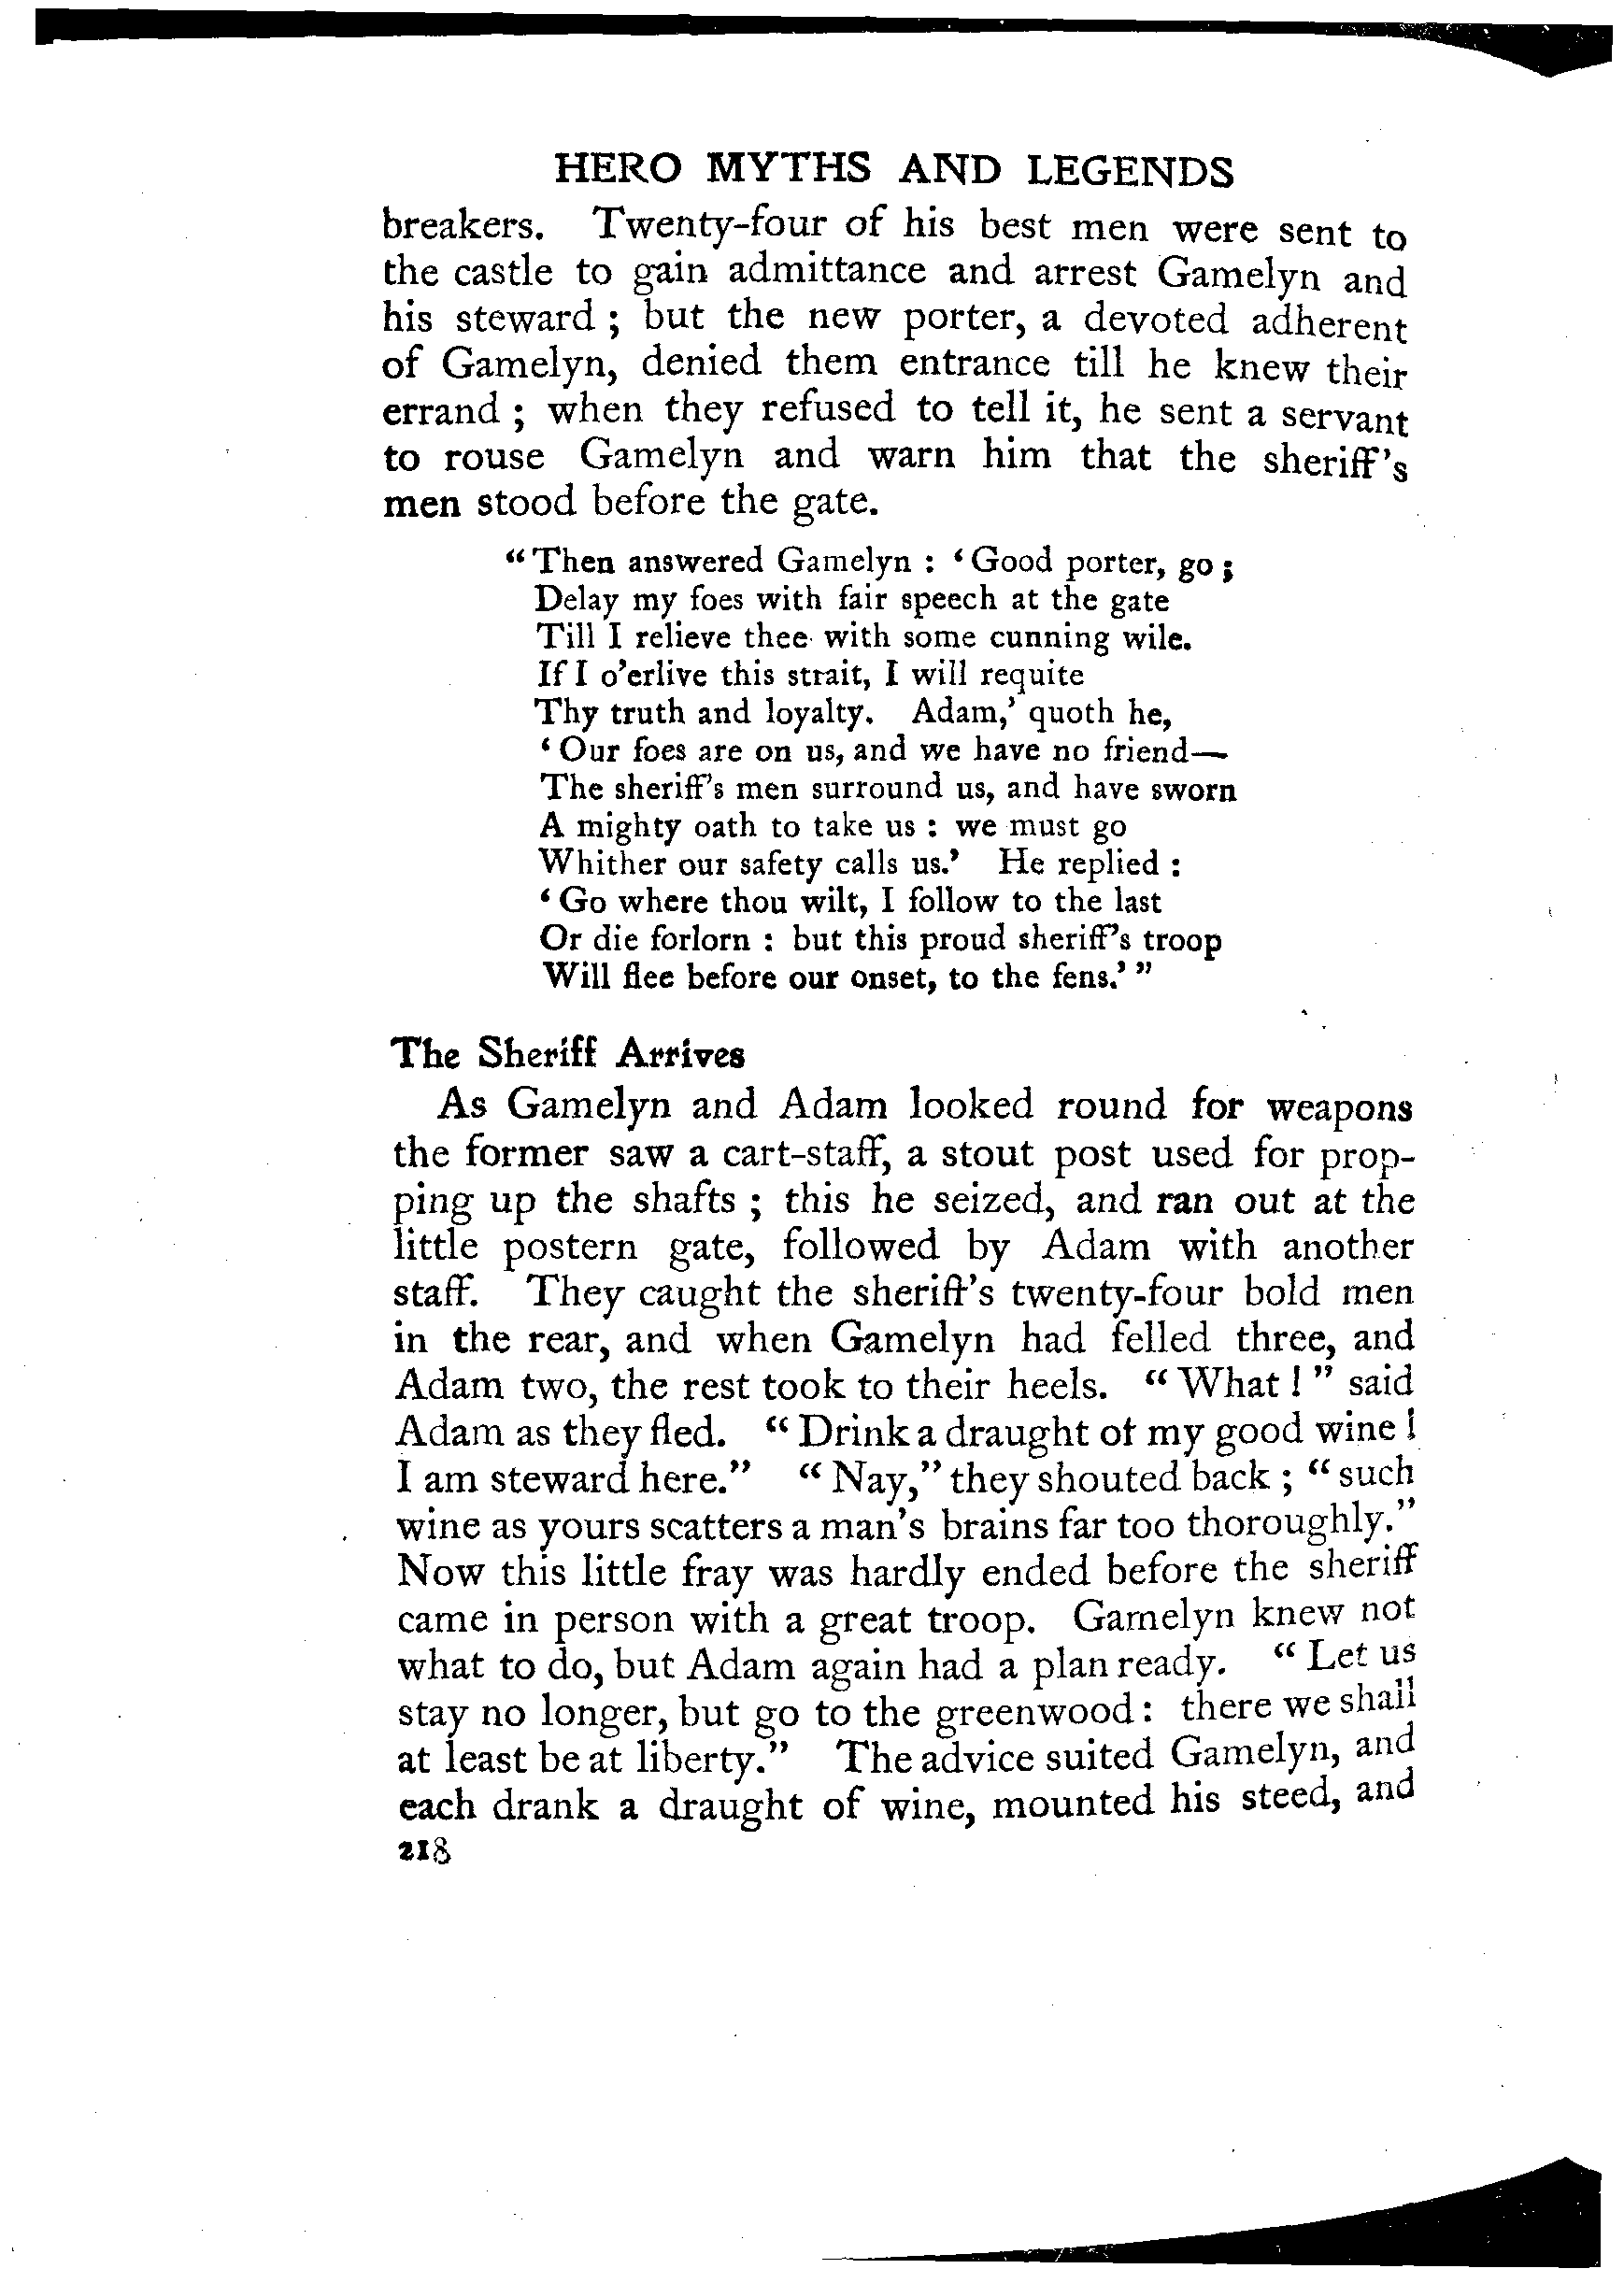 HERO MYTHS AND LEGENDS
breakers. Twenty-four of his best men were sent to
the castle to gain admittance and arrest Gamelyn and
his steward ; but the new porter, a devoted adherent
of Gamelyn, denied them entrance till he knew their
errand ; when they refused to tell it, he sent a servant
to rouse Gamelyn and warn him that the sheriff's
men stood before the gate.
“ Then answered Gamelyn : ‘ Good porter, go ;
Delay my foes with fair speech at the gate
Till I relieve thee with some cunning wile.
If I o'erlive this strait, I will requite
Thy truth and loyalty. Adam,’ quoth he,
‘ Our foes are on us, and we have no friend—
The sheriff's men surround us, and have sworn
A mighty oath to take us : we must go
Whither our safety calls us.’ He replied :
‘ Go where thou wilt, I follow to the last
Or die forlorn : but this proud sheriff's troop
Will flee before our onset, to the fens.’ ”
The Sheriff Arrives
As Gamelyn and Adam looked round for weapons
the former saw a cart-staff, a stout post used for prop-
ping up the shafts ; this he seized, and ran out at the
little postern gate, followed by Adam with another
staff. They caught the sheriff's twenty-four bold men
in the rear, and when Gamelyn had felled three, and
Adam two, the rest took to their heels. “ What ! ” said
Adam as they fled. “ Drink a draught of my good wine !
I am steward here.” “ Nay,” they shouted back ; “ such
wine as yours scatters a man's brains far too thoroughly.”
Now this little fray was hardly ended before the sheriff
came in person with a great troop. Gamelyn knew not
what to do, but Adam again had a plan ready. “ Let us
stay no longer, but go to the greenwood : there we shall
at least be at liberty.” The advice suited Gamelyn, and
each drank a draught of wine, mounted his steed, and
218